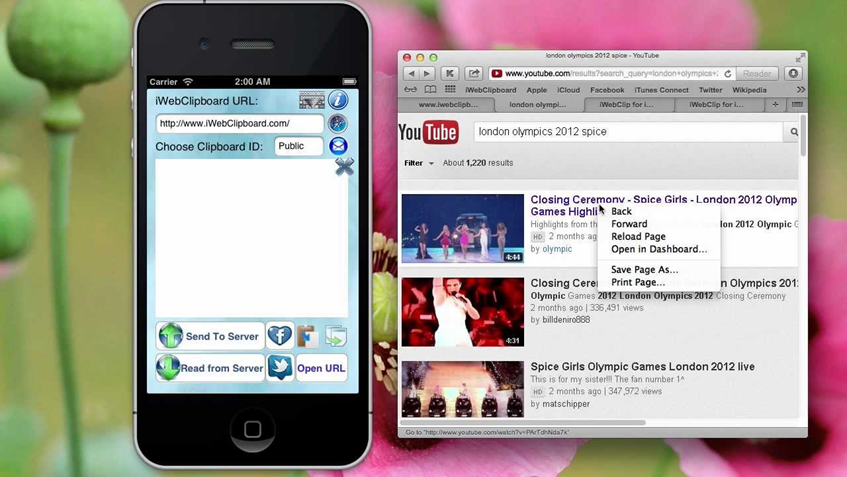 Carrier
2:00 AM
iWebClipboard URL:
http://www.iWebClipboard.com/
Choose Clipboard ID:
Public
Send To Server
Read from Server
Open URL
london olympics 2012 spice - YouTube
www.youtube.com/results?search_query=london+olympics+
Reader
iWebClipboard
Apple
iCloud
Facebook
iTunes Connect
Twitter
Wikipedia
www.iwebclipb...
london olympi...
iWebClip for i...
iWebClip for i...
YouTube
london olympics 2012 spice
Filter
About 1,220 results
Closing Ceremony - Spice Girls - London 2012 Olymp
Games Highli
Highlights from th
london 2012 Olympic G
HD 2 months ag
by olympic
4:44
Back
Forward
Reload Page
Open in Dashboard...
Save Page As...
Print Page...
Closing Cere
n Olympics 2012
Olympic Games 2012 London Olympics 2012 Closing Ceremony
2 months ago | 336,491 views
by billdeniro888
4:31
Spice Girls Olympic Games London 2012 live
This is for my sister!!! The fan number 1^
HD 2 months ago | 347,972 views
by matschipper
Go to "http://www.youtube.com/watch?v=PArTdhNda7k"